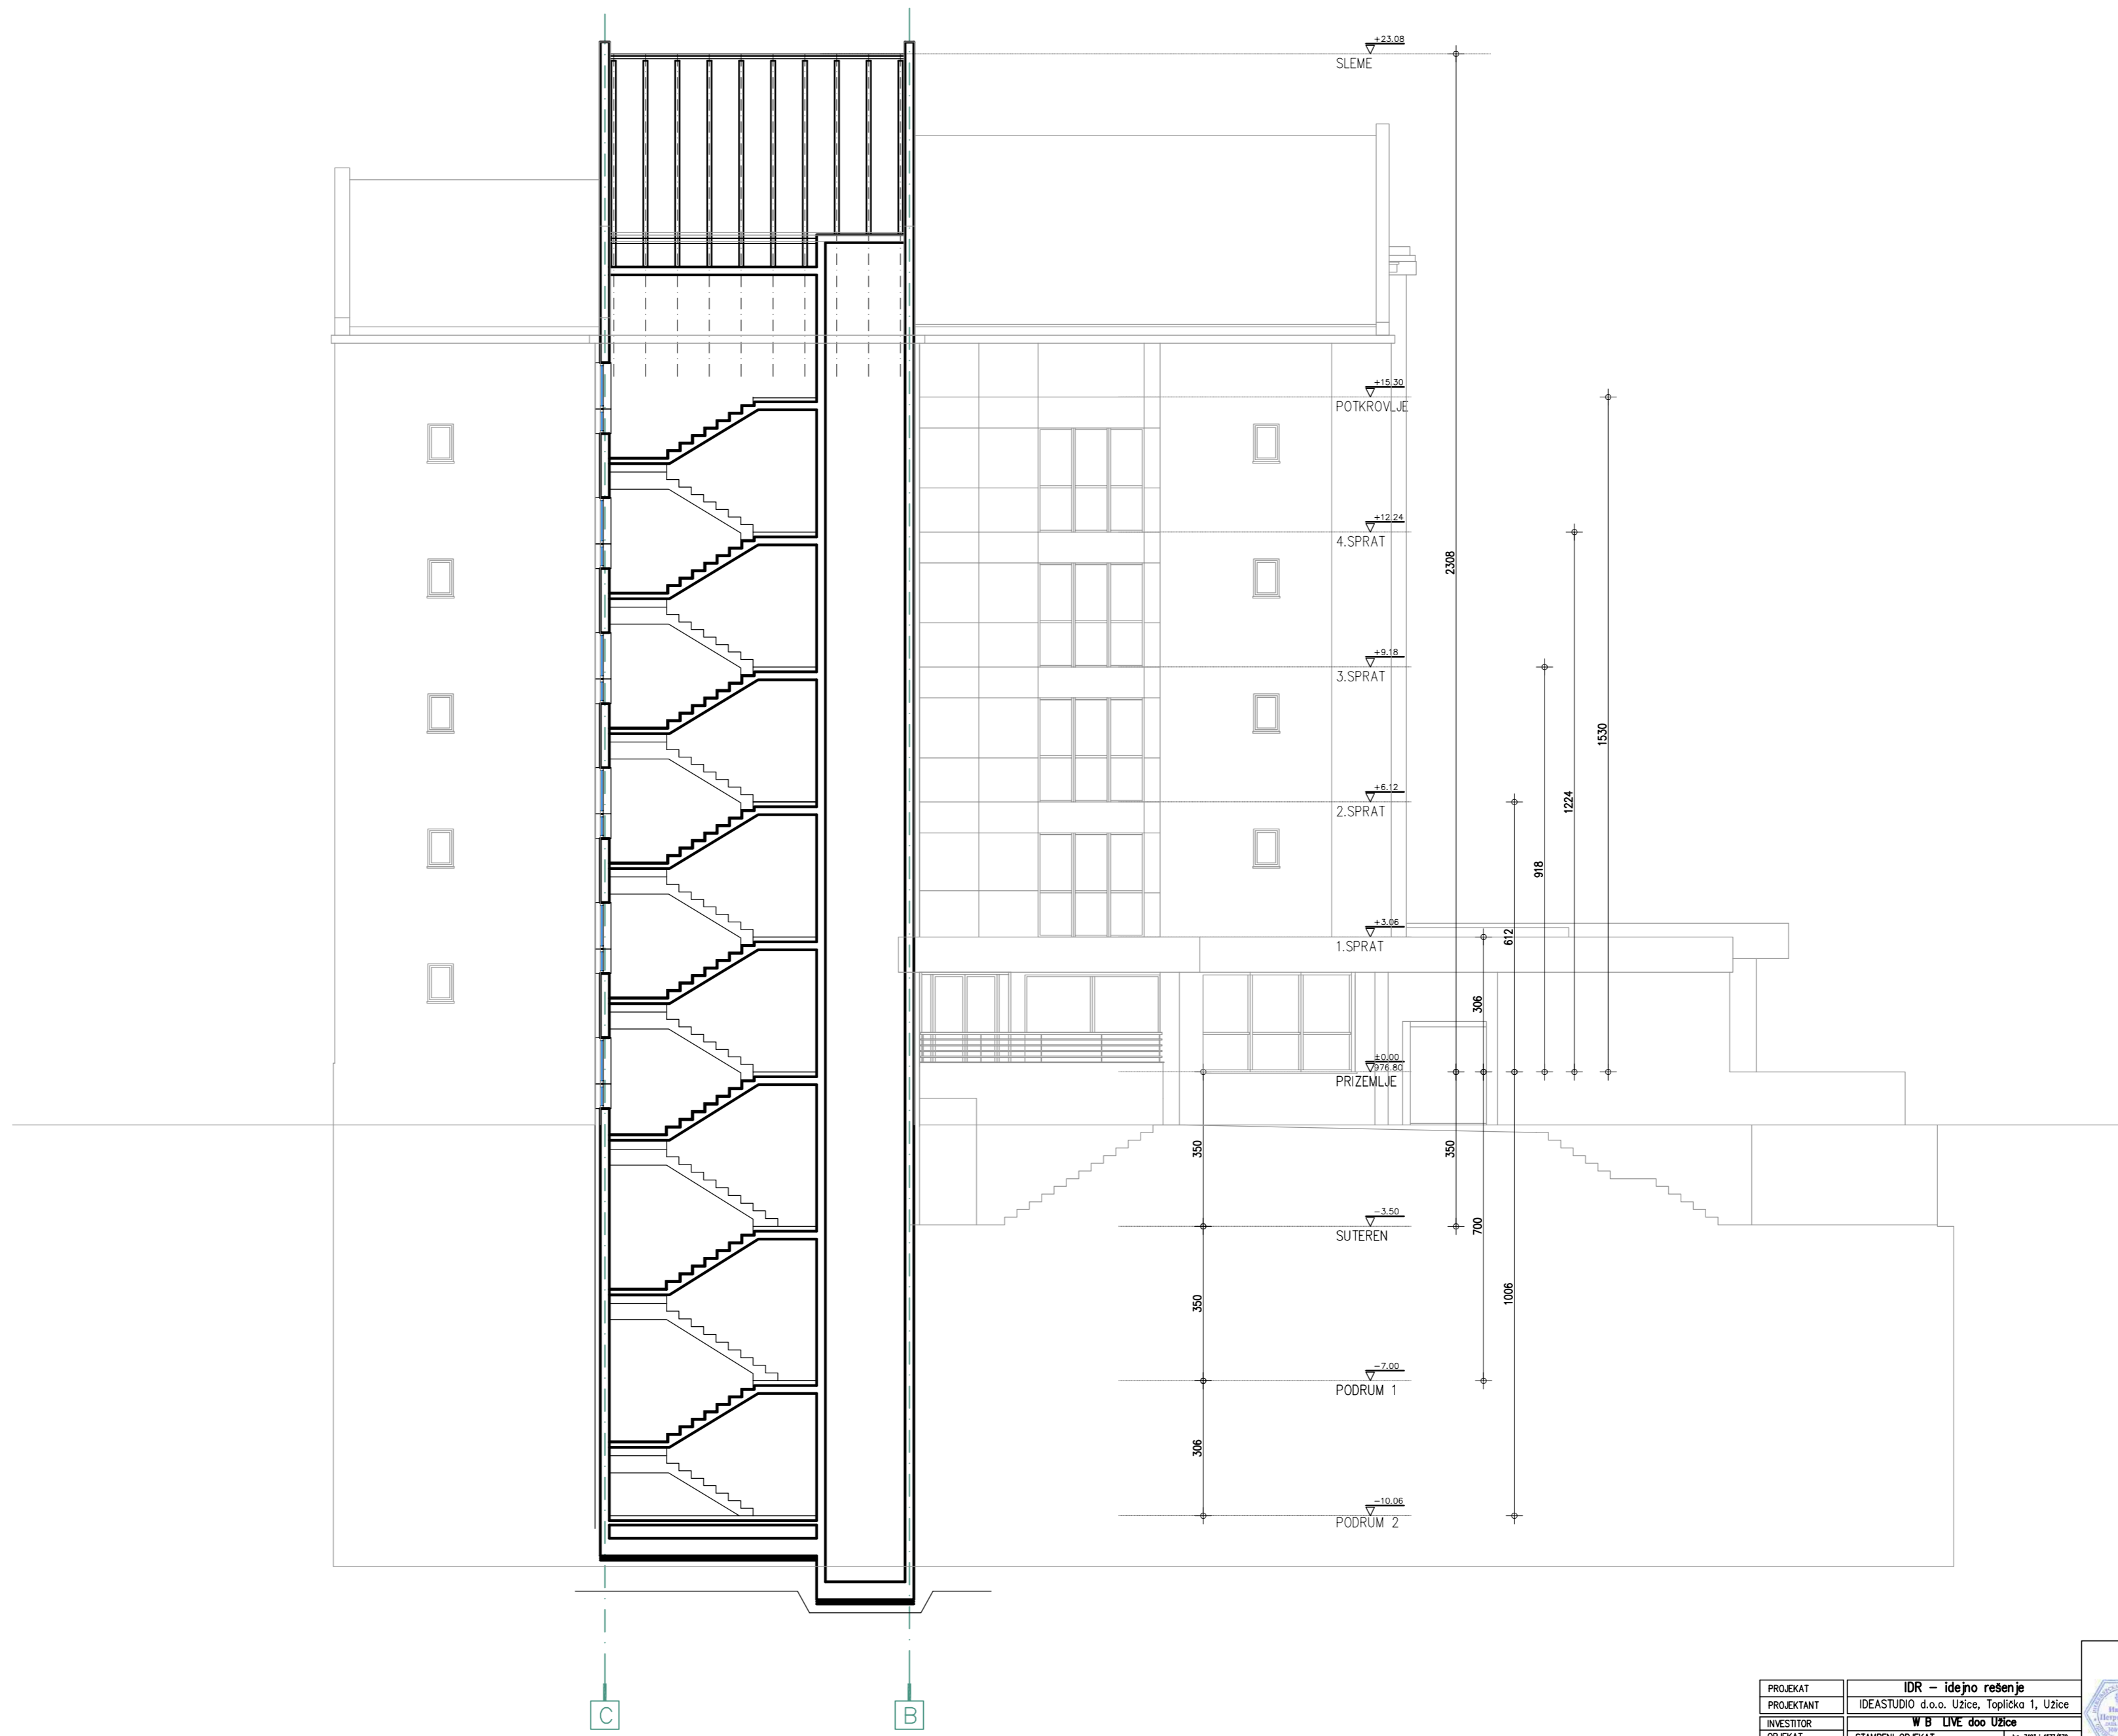 +23.08
SLEME
+15.30
POTKROVLJE
+12.24
4.SPRAT
2308
+9.18
3.SPRAT
1530
+6.12
2.SPRAT
1224
918
+3.06
1.SPRAT
612
306
±0.00
976.80
PRIZEMLJE
350
350
-3.50
SUTEREN
700
350
1006
-7.00
PODRUM 1
306
-10.06
PODRUM 2
C
B
PROJEKAT IDR – idejno rešenje
PROJEKTANT IDEASTUDIO d.o.o. Užice, Toplička 1, Užice
INVESTITOR W B LIVE doo Užice